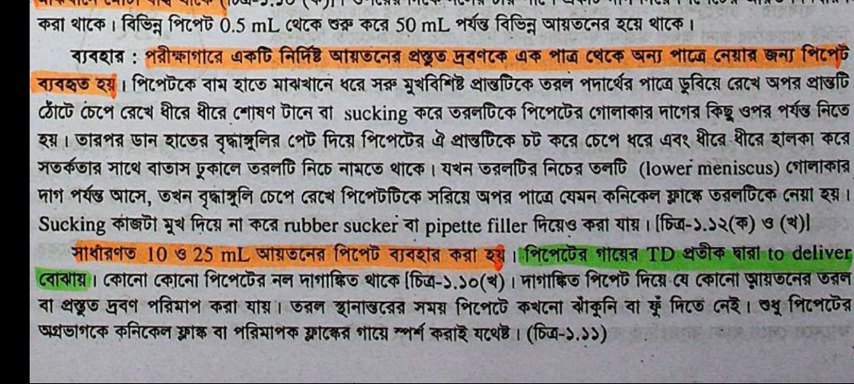 করা থাকে। বিভিন্ন পিপেট 0.5 mL থেকে শুরু করে 50 mL পর্যন্ত বিভিন্ন আয়তনের হয়ে থাকে।
ব্যবহার : পরীক্ষাগারে একটি নির্দিষ্ট আয়তনের প্রস্তুত দ্রবণকে এক পাত্র থেকে অন্য পাত্রে নেয়ার জন্য পিপেট
ব্যবহৃত হয়। পিপেটকে বাম হাতে মাঝখানে ধরে সরু মুখবিশিষ্ট প্রান্তটিকে তরল পদার্থের পাত্রে ডুবিয়ে রেখে অপর প্রান্তটি
ঠোঁটে চেপে রেখে ধীরে ধীরে শোষণ টানে বা sucking করে তরলটিকে পিপেটের গোলাকার দাগের কিছু ওপর পর্যন্ত নিতে
হয়। তারপর ডান হাতের বৃদ্ধাঙ্গুলির পেট দিয়ে পিপেটের ঐ প্রান্তটিকে চট করে চেপে ধরে এবং ধীরে ধীরে হালকা করে
সতর্কতার সাথে বাতাস ঢুকালে তরলটি নিচে নামতে থাকে। যখন তরলটির নিচের তলটি (lower meniscus) গোলাকার
দাগ পর্যন্ত আসে, তখন বৃদ্ধাঙ্গুলি চেপে রেখে পিপেটটিকে সরিয়ে অপর পাত্রে যেমন কনিকেল ফ্লাস্কে তরলটিকে নেয়া হয়।
Sucking কাজটা মুখ দিয়ে না করে rubber sucker বা pipette filler দিয়েও করা যায়। [চিত্র-১.১২(ক) ও (খ)]
সাধারণত 10 ও 25 mL আয়তনের পিপেট ব্যবহার করা হয়। পিপেটের গায়ের TD প্রতীক দ্বারা to deliver
বোঝায়। কোনো কোনো পিপেটের নল দাগাঙ্কিত থাকে [চিত্র-১.১০(খ)]। দাগাঙ্কিত পিপেট দিয়ে যে কোনো আয়তনের তরল
বা প্রস্তুত দ্রবণ পরিমাপ করা যায়। তরল স্থানান্তরের সময় পিপেটে কখনো ঝাঁকুনি বা ফুঁ দিতে নেই। শুধু পিপেটের
অগ্রভাগকে কনিকেল ফ্লাস্ক বা পরিমাপক ফ্লাস্কের গায়ে স্পর্শ করাই যথেষ্ট। (চিত্র-১.১১)